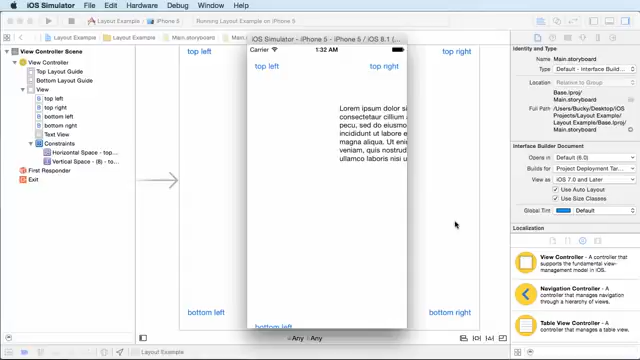 iOS Simulator File Edit Hardware Debug Window Help
Layout Example iPhone 5 Running Layout Example on iPhone 5
Layout Example Layout Example Main.storyboard Main
View Controller Scene
View Controller
Top Layout Guide
Bottom Layout Guide
View
top left
top right
bottom left
bottom right
Text View
Constraints
Horizontal Space - top...
Vertical Space - (8) - to...
First Responder
Exit
top left
top right
bottom left
bottom right
iOS Simulator - iPhone 5 - iPhone 5 / iOS 8.1 (...
Carrier 1:32 AM
top left top right
Lorem ipsum dolor si
consectetaur cillium
pecu, sed do eiusmo
incididunt ut labore e
veniam, quis nostrud
ullamco laboris nisi u
bottom left
Any Any
Layout Example
Identity and Type
Name Main.storyboard
Type Default - Interface Build...
Location Relative to Group
Base.lproj/
Main.storyboard
Full Path /Users/Bucky/Desktop/iOS
Projects/Layout Example/
Layout Example/Base.lproj/
Main.storyboard
Interface Builder Document
Opens in Default (6.0)
Builds for Project Deployment Tar...
View as iOS 7.0 and Later
Use Auto Layout
Use Size Classes
Global Tint Default
Localization
View Controller - A controller that
supports the fundamental view-
management model in iOS.
Navigation Controller - A
controller that manages navigation
through a hierarchy of views.
Table View Controller - A
controller that manages a table
view.